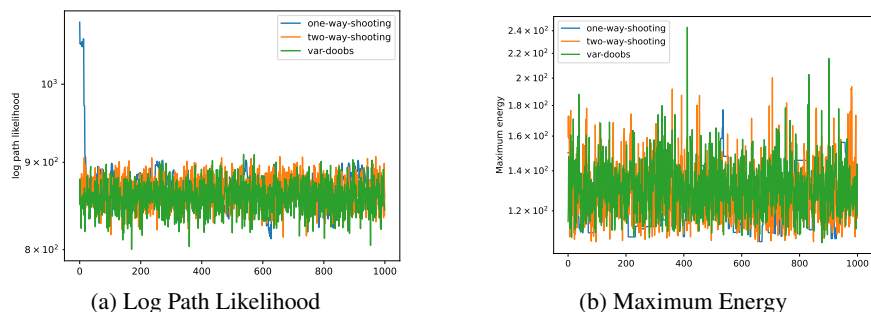 one-way-shooting
two-way-shooting
var-doobs
10³
9 × 10²
8 × 10²
log path likelihood
0 200 400 600 800 1000
(a) Log Path Likelihood
one-way-shooting
two-way-shooting
var-doobs
2.4 × 10²
2.2 × 10²
2 × 10²
1.8 × 10²
1.6 × 10²
1.4 × 10²
1.2 × 10²
Maximum energy
0 200 400 600 800 1000
(b) Maximum Energy